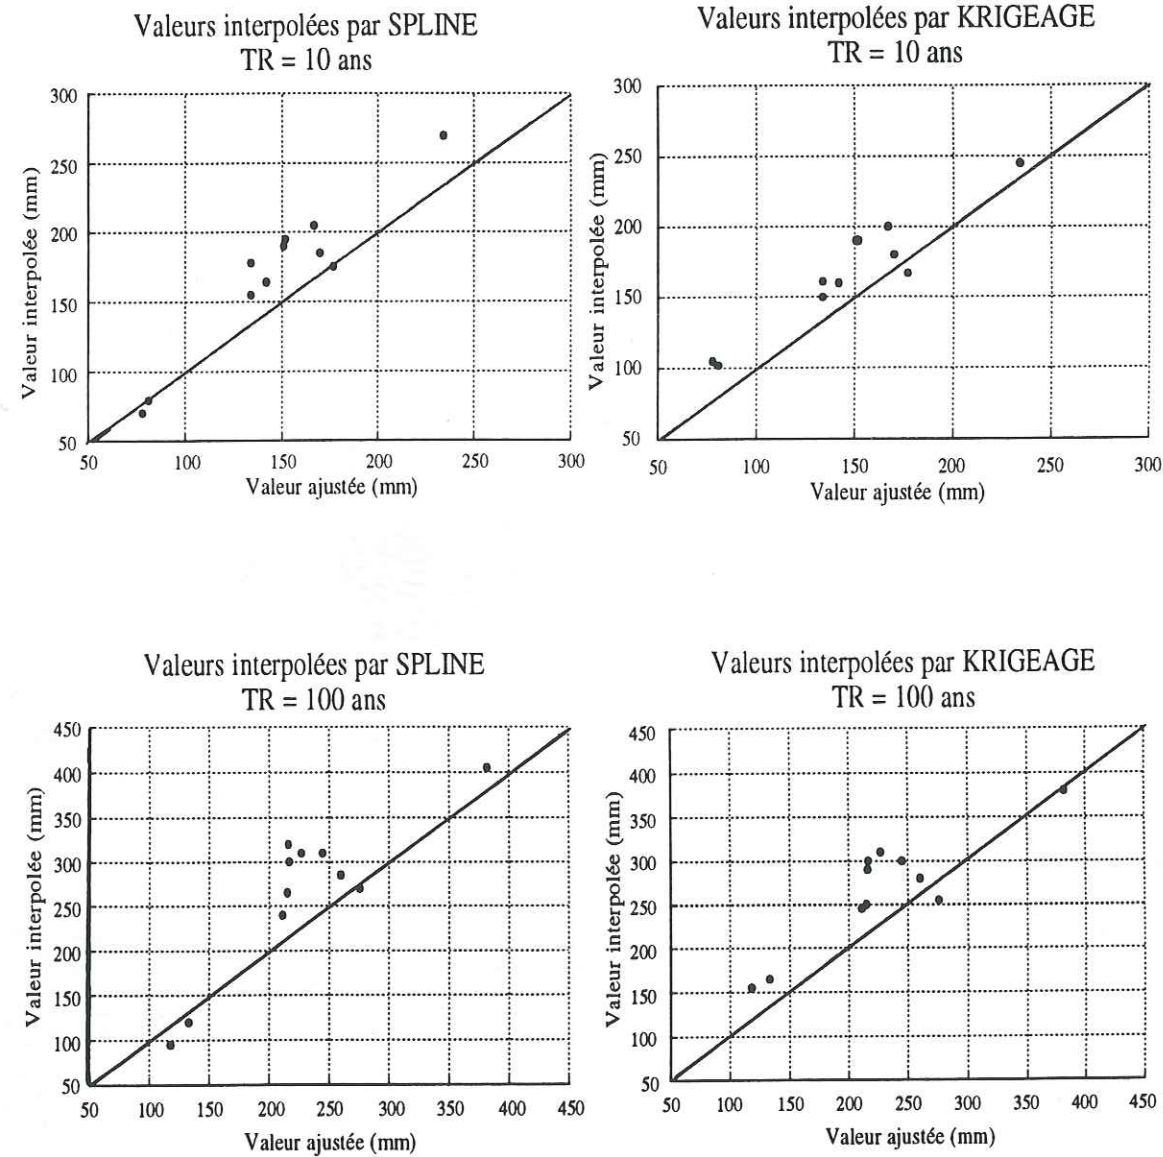 Valeurs interpolées par SPLINE
TR = 10 ans
300
250
200
150
100
50
Valeur interpolée (mm)
50 100 150 200 250 300
Valeur ajustée (mm)
Valeurs interpolées par KRIGEAGE
TR = 10 ans
300
250
200
150
100
50
Valeur interpolée (mm)
50 100 150 200 250 300
Valeur ajustée (mm)
Valeurs interpolées par SPLINE
TR = 100 ans
450
400
350
300
250
200
150
100
50
Valeur interpolée (mm)
50 100 150 200 250 300 350 400 450
Valeur ajustée (mm)
Valeurs interpolées par KRIGEAGE
TR = 100 ans
450
400
350
300
250
200
150
100
50
Valeur interpolée (mm)
50 100 150 200 250 300 350 400 450
Valeur ajustée (mm)